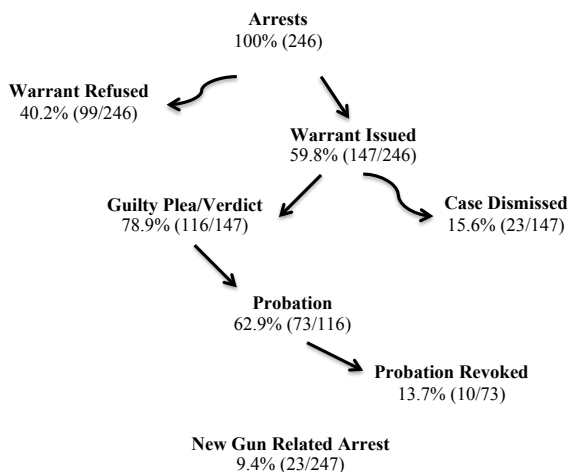 Arrests
100% (246)
Warrant Refused
40.2% (99/246)
Warrant Issued
59.8% (147/246)
Guilty Plea/Verdict
78.9% (116/147)
Case Dismissed
15.6% (23/147)
Probation
62.9% (73/116)
Probation Revoked
13.7% (10/73)
New Gun Related Arrest
9.4% (23/247)